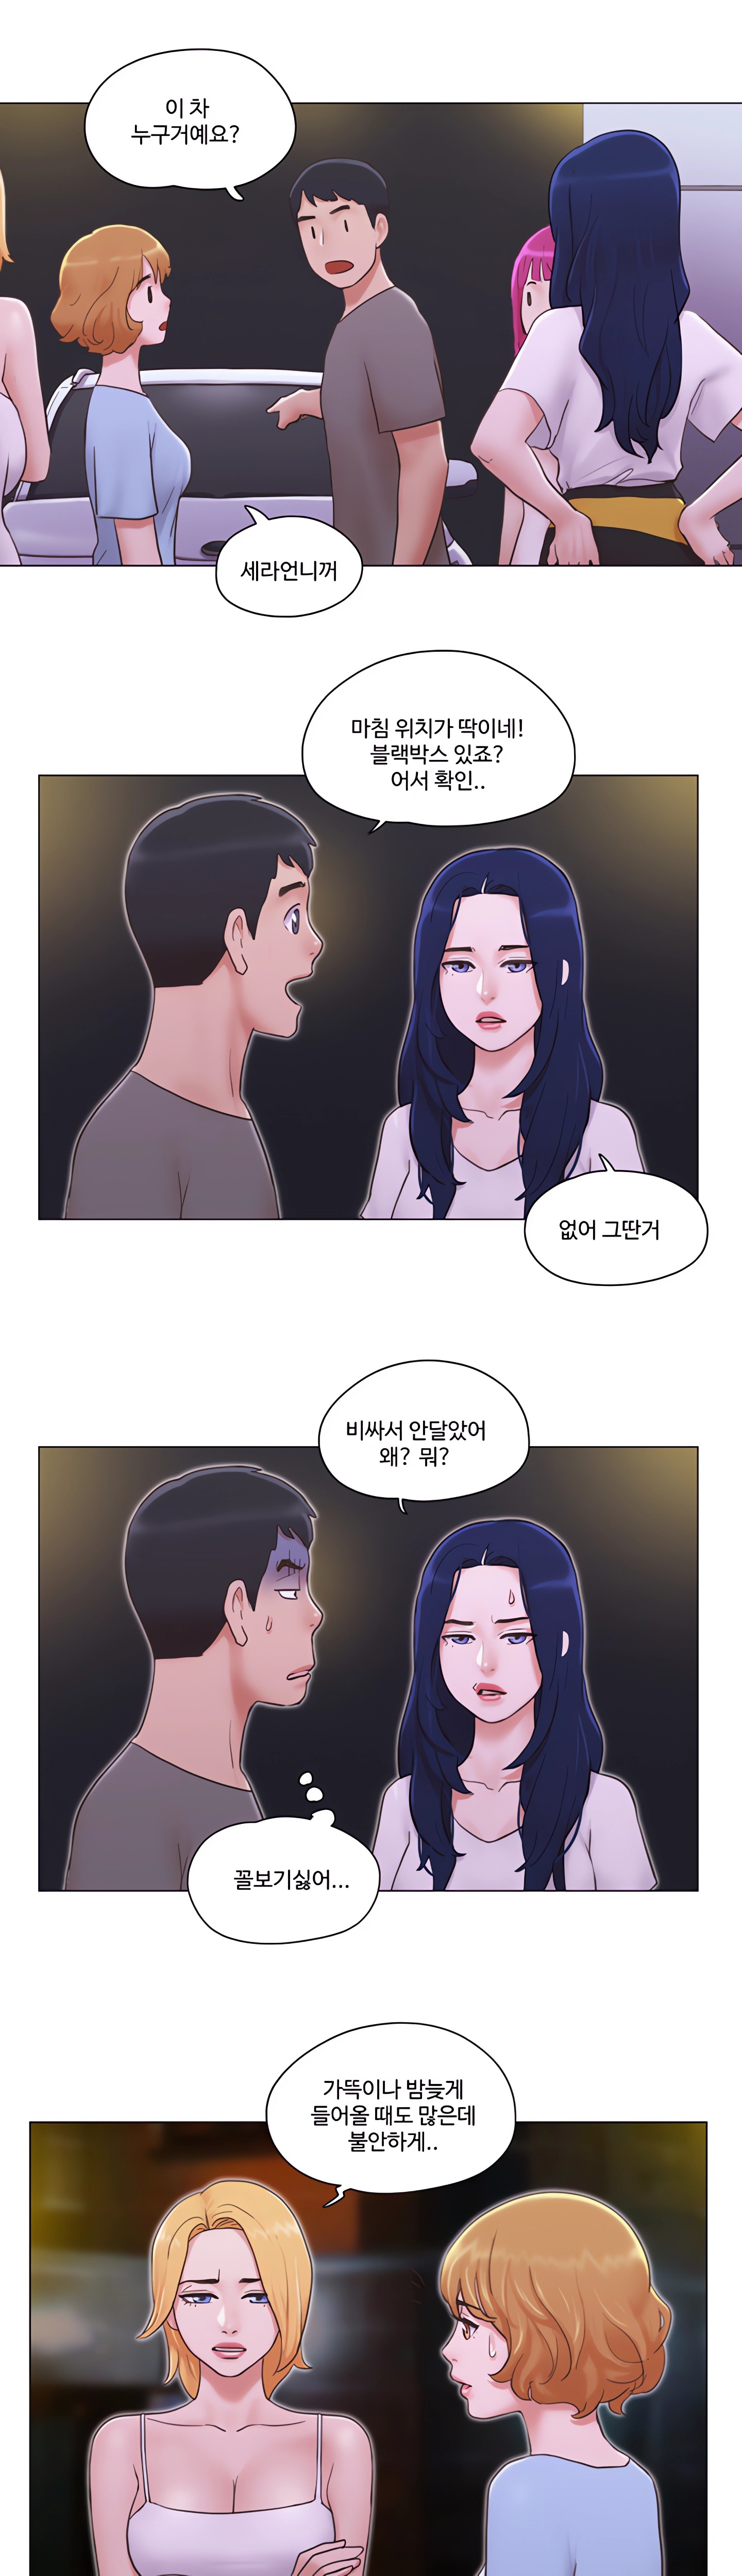 이 차
누구거예요?
세라언니꺼
마침 위치가 딱이네!
블랙박스 있죠?
어서 확인..
없어 그딴거
비싸서 안달았어
왜? 뭐?
꼴보기싫어...
가뜩이나 밤늦게
들어올 때도 많은데
불안하게..